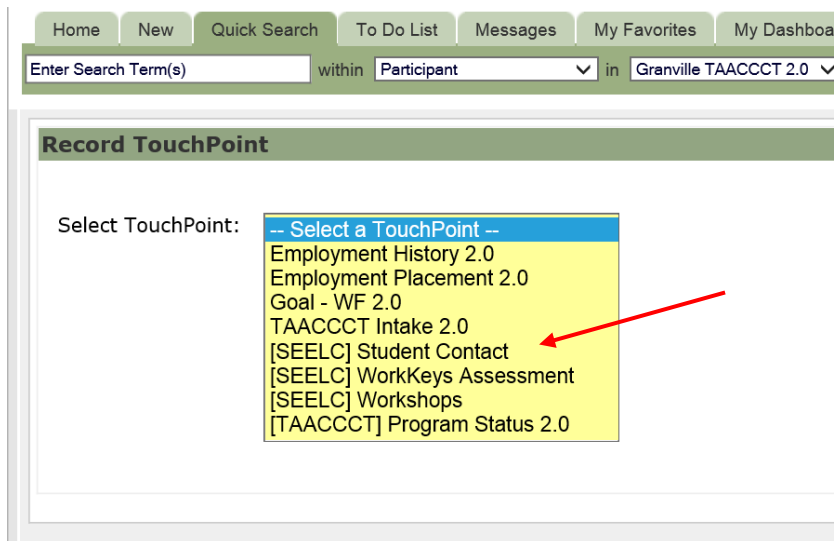 Home New Quick Search To Do List Messages My Favorites My Dashboa
Enter Search Term(s) within Participant in Granville TAACCCT 2.0
Record TouchPoint
Select TouchPoint: -- Select a TouchPoint --
Employment History 2.0
Employment Placement 2.0
Goal - WF 2.0
TAACCCT Intake 2.0
[SEELC] Student Contact
[SEELC] WorkKeys Assessment
[SEELC] Workshops
[TAACCCT] Program Status 2.0